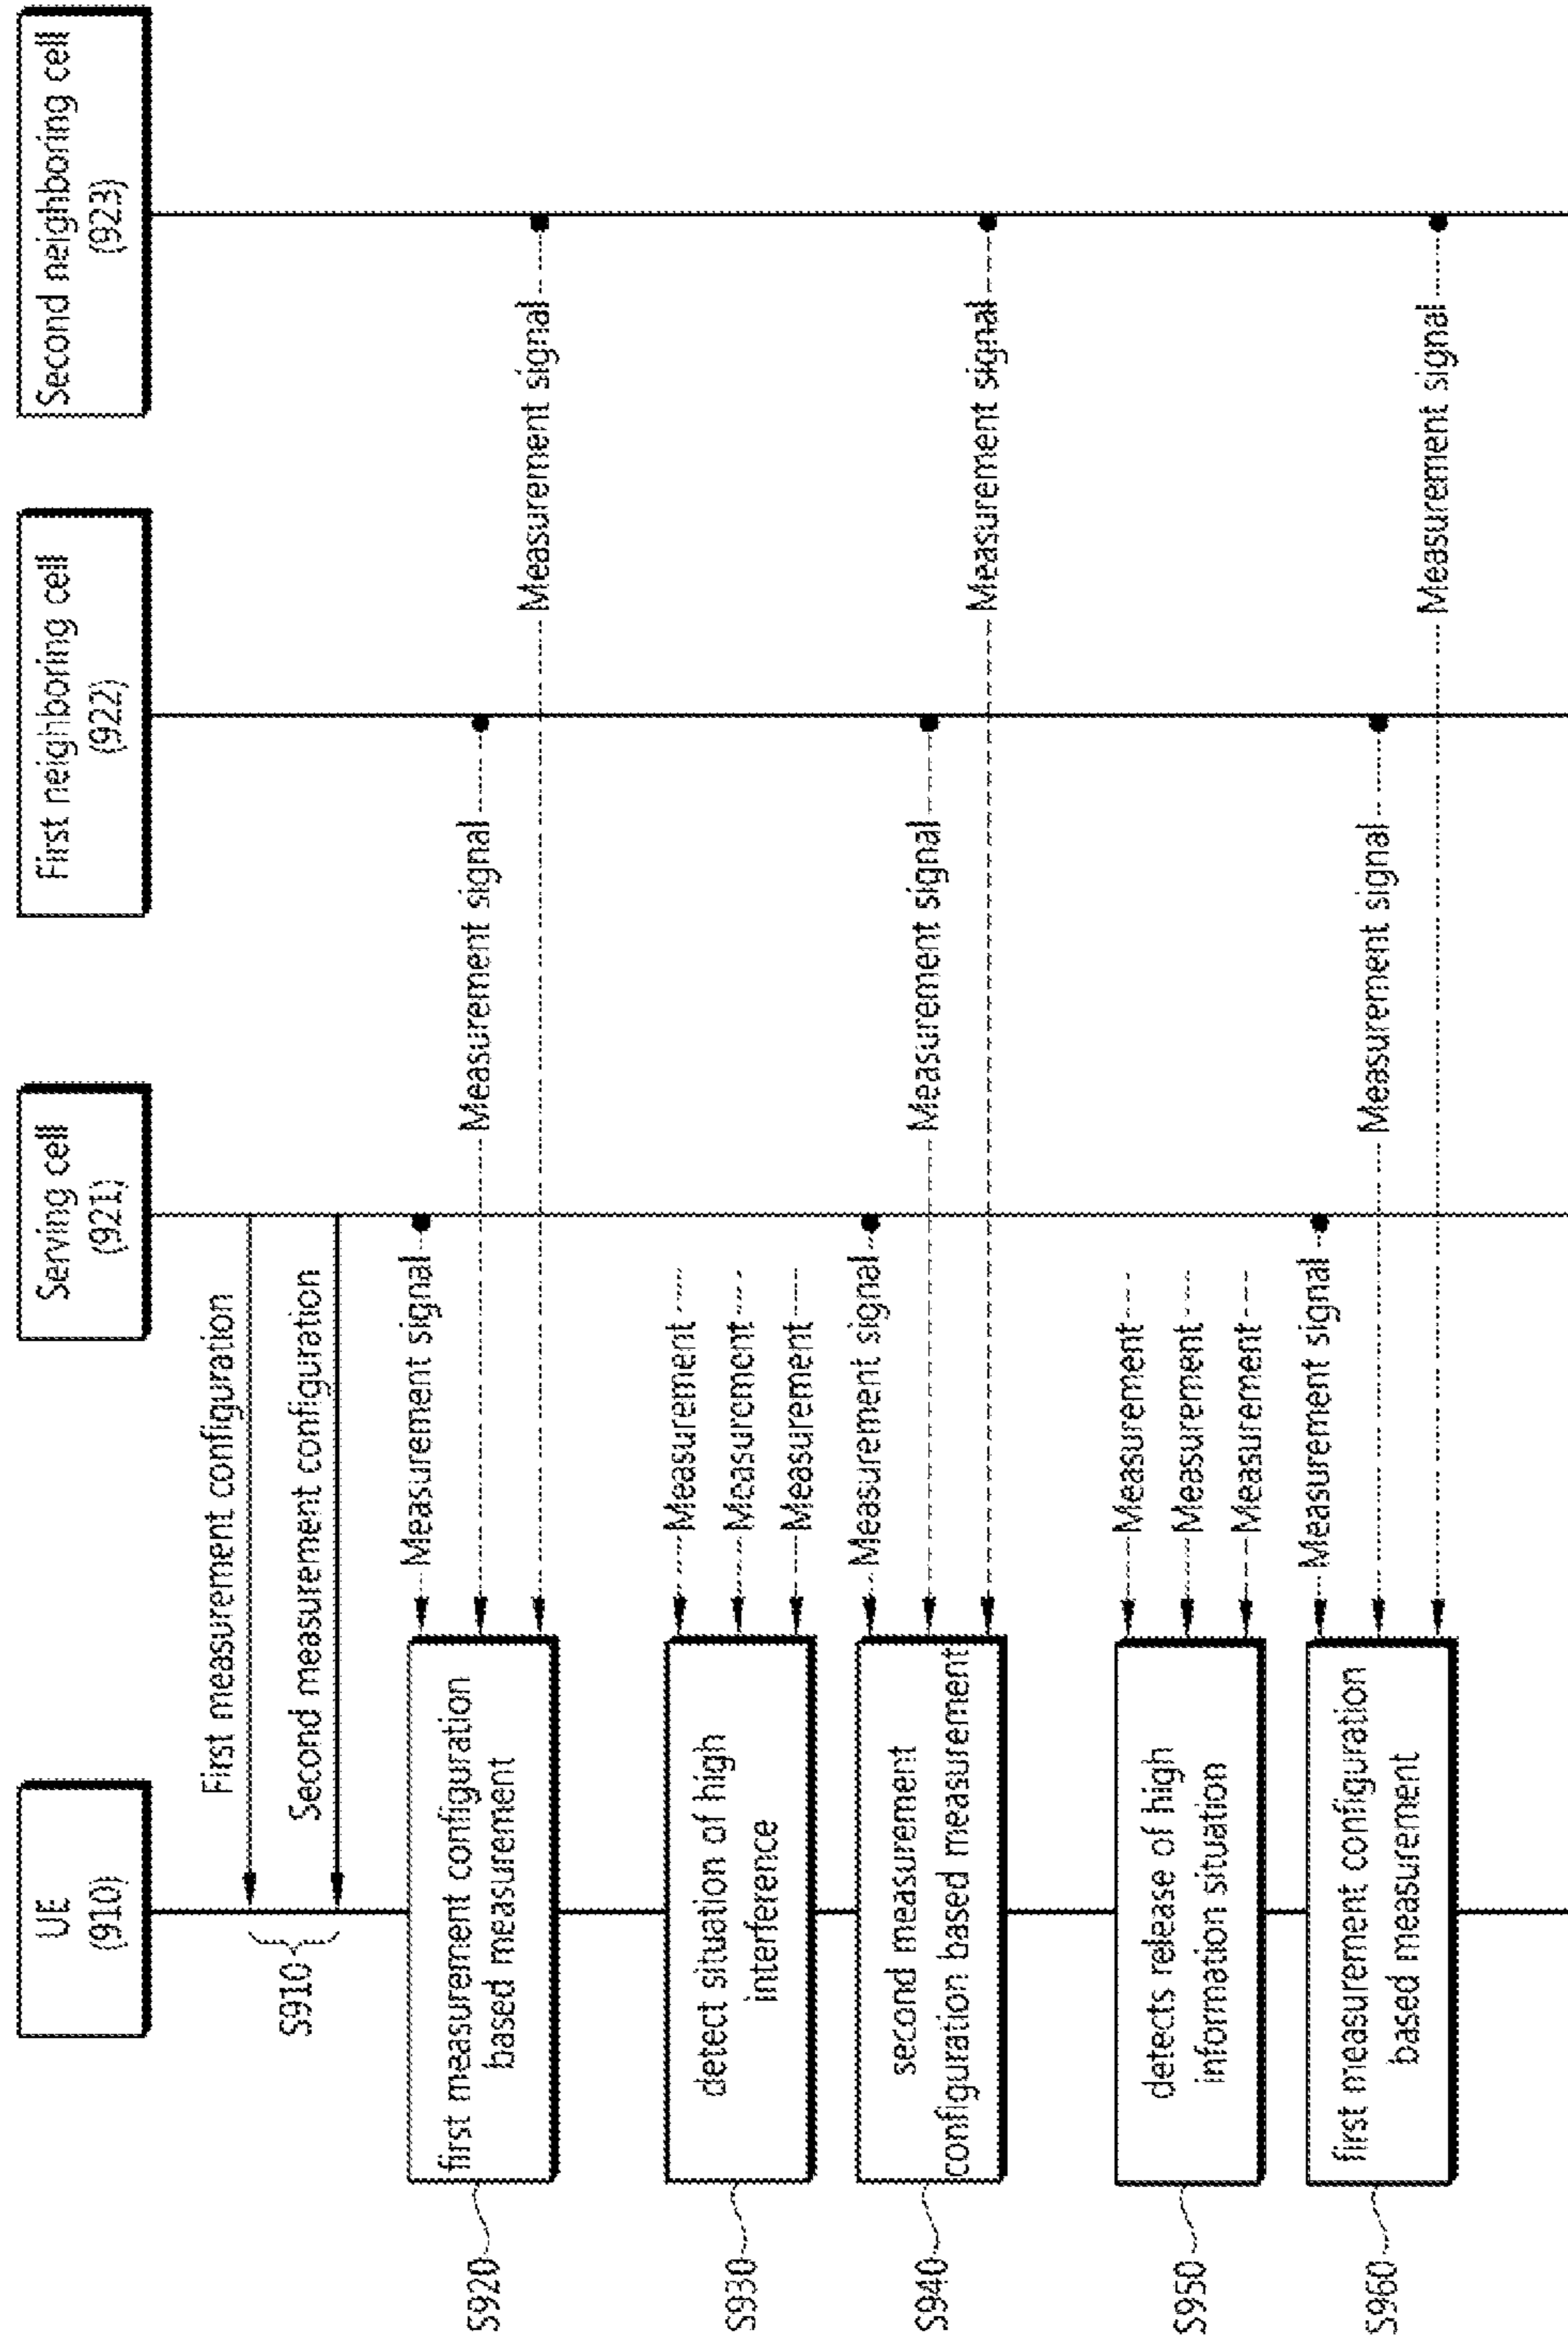 UE
(910)
Serving cell
(921)
First neighboring cell
(922)
Second neighboring cell
(923)
First measurement configuration
S910
Second measurement configuration
Measurement signal
Measurement signal
Measurement signal
S920
first measurement configuration
based measurement
Measurement
Measurement
Measurement
S930
detect situation of high
interference
Measurement signal
Measurement signal
Measurement signal
S940
second measurement
configuration based measurement
Measurement
Measurement
Measurement
S950
detects release of high
information situation
Measurement signal
Measurement signal
Measurement signal
S960
first measurement configuration
based measurement